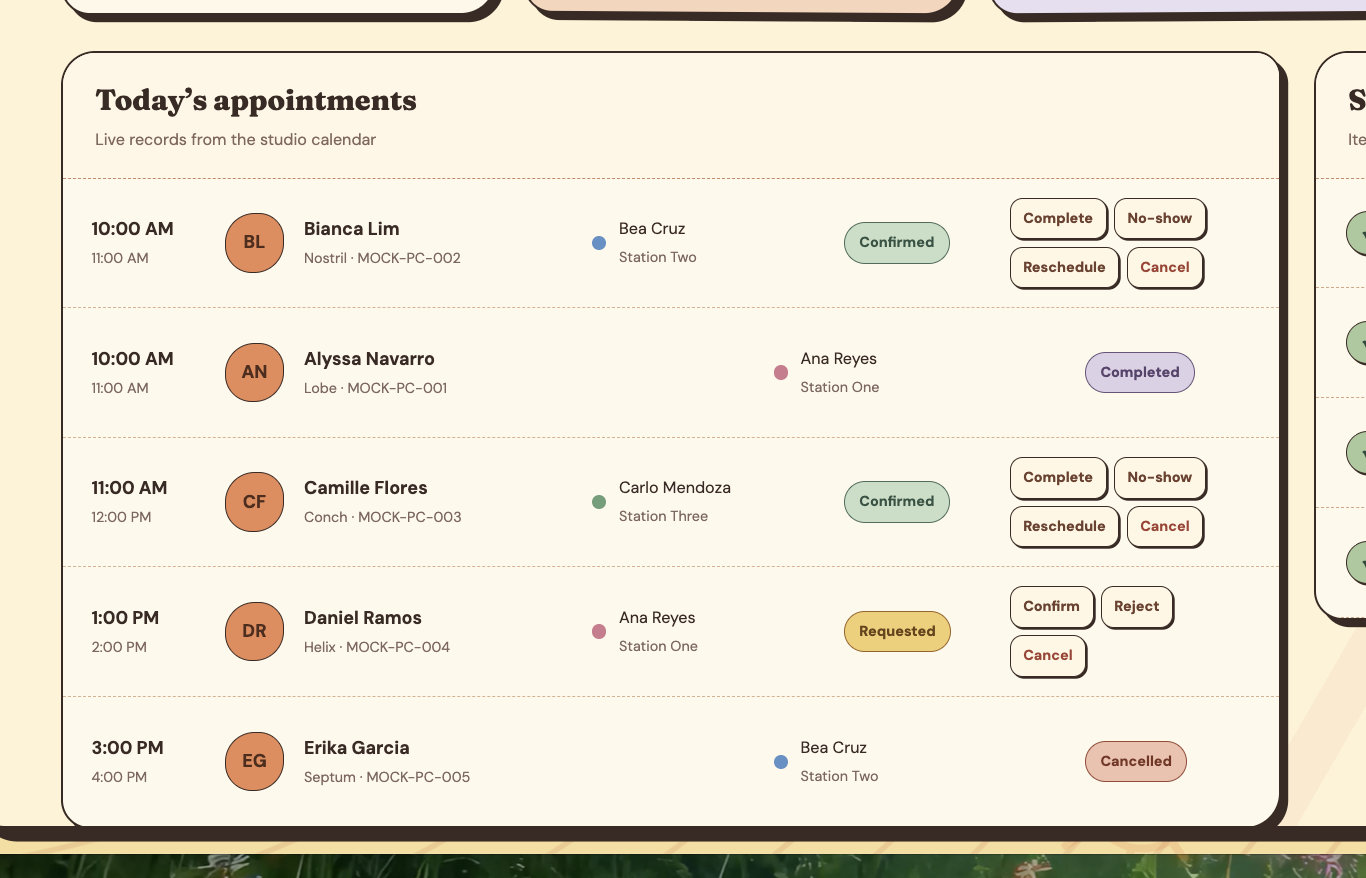 Today’s appointments
Live records from the studio calendar
10:00 AM
11:00 AM
BL
Bianca Lim
Nostril · MOCK-PC-002
Bea Cruz
Station Two
Confirmed
Complete
No-show
Reschedule
Cancel
10:00 AM
11:00 AM
AN
Alyssa Navarro
Lobe · MOCK-PC-001
Ana Reyes
Station One
Completed
11:00 AM
12:00 PM
CF
Camille Flores
Conch · MOCK-PC-003
Carlo Mendoza
Station Three
Confirmed
Complete
No-show
Reschedule
Cancel
1:00 PM
2:00 PM
DR
Daniel Ramos
Helix · MOCK-PC-004
Ana Reyes
Station One
Requested
Confirm
Reject
Cancel
3:00 PM
4:00 PM
EG
Erika Garcia
Septum · MOCK-PC-005
Bea Cruz
Station Two
Cancelled